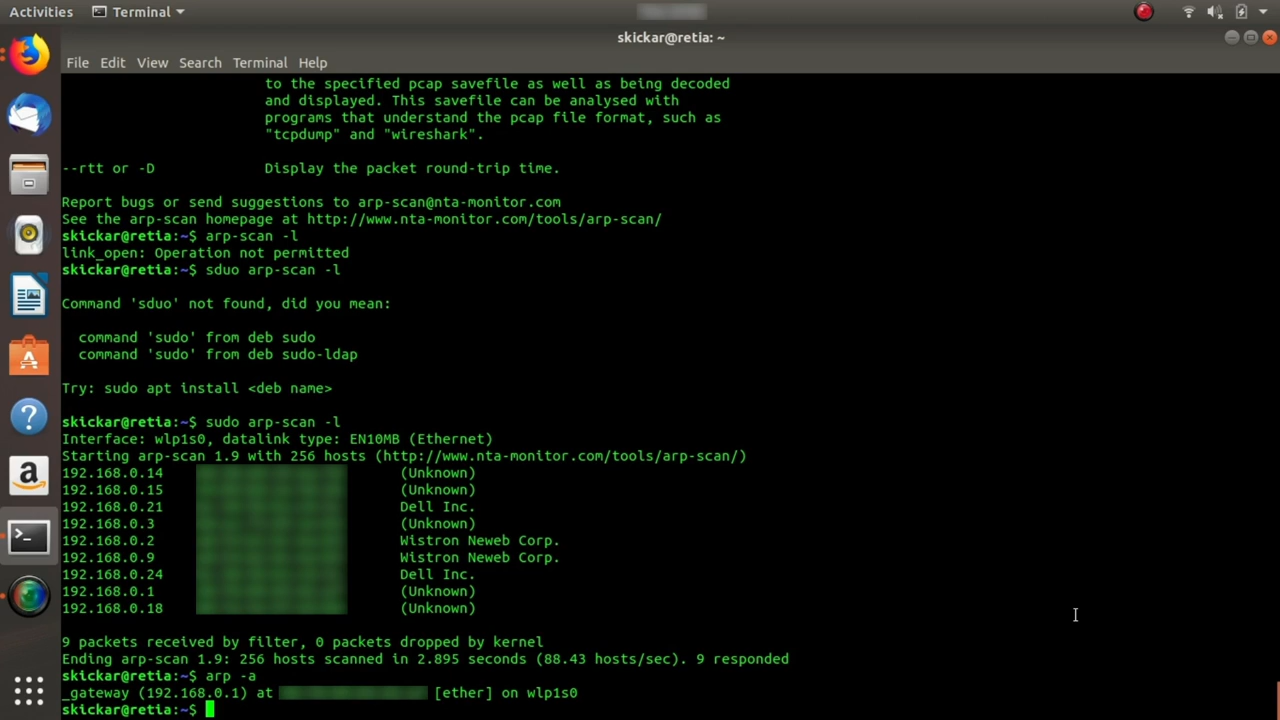 Activities
Terminal
skickar@retia: ~
File Edit View Search Terminal Help
to the specified pcap savefile as well as being decoded
and displayed. This savefile can be analysed with
programs that understand the pcap file format, such as
"tcpdump" and "wireshark".
--rtt or -D Display the packet round-trip time.
Report bugs or send suggestions to arp-scan@nta-monitor.com
See the arp-scan homepage at http://www.nta-monitor.com/tools/arp-scan/
skickar@retia:~$ arp-scan -l
link_open: Operation not permitted
skickar@retia:~$ sduo arp-scan -l
Command 'sduo' not found, did you mean:
command 'sudo' from deb sudo
command 'sudo' from deb sudo-ldap
Try: sudo apt install <deb name>
skickar@retia:~$ sudo arp-scan -l
Interface: wlp1s0, datalink type: EN10MB (Ethernet)
Starting arp-scan 1.9 with 256 hosts (http://www.nta-monitor.com/tools/arp-scan/)
192.168.0.14 (Unknown)
192.168.0.15 (Unknown)
192.168.0.21 Dell Inc.
192.168.0.3 (Unknown)
192.168.0.2 Wistron Neweb Corp.
192.168.0.9 Wistron Neweb Corp.
192.168.0.24 Dell Inc.
192.168.0.1 (Unknown)
192.168.0.18 (Unknown)
9 packets received by filter, 0 packets dropped by kernel
Ending arp-scan 1.9: 256 hosts scanned in 2.895 seconds (88.43 hosts/sec). 9 responded
skickar@retia:~$ arp -a
_gateway (192.168.0.1) at [ether] on wlp1s0
skickar@retia:~$